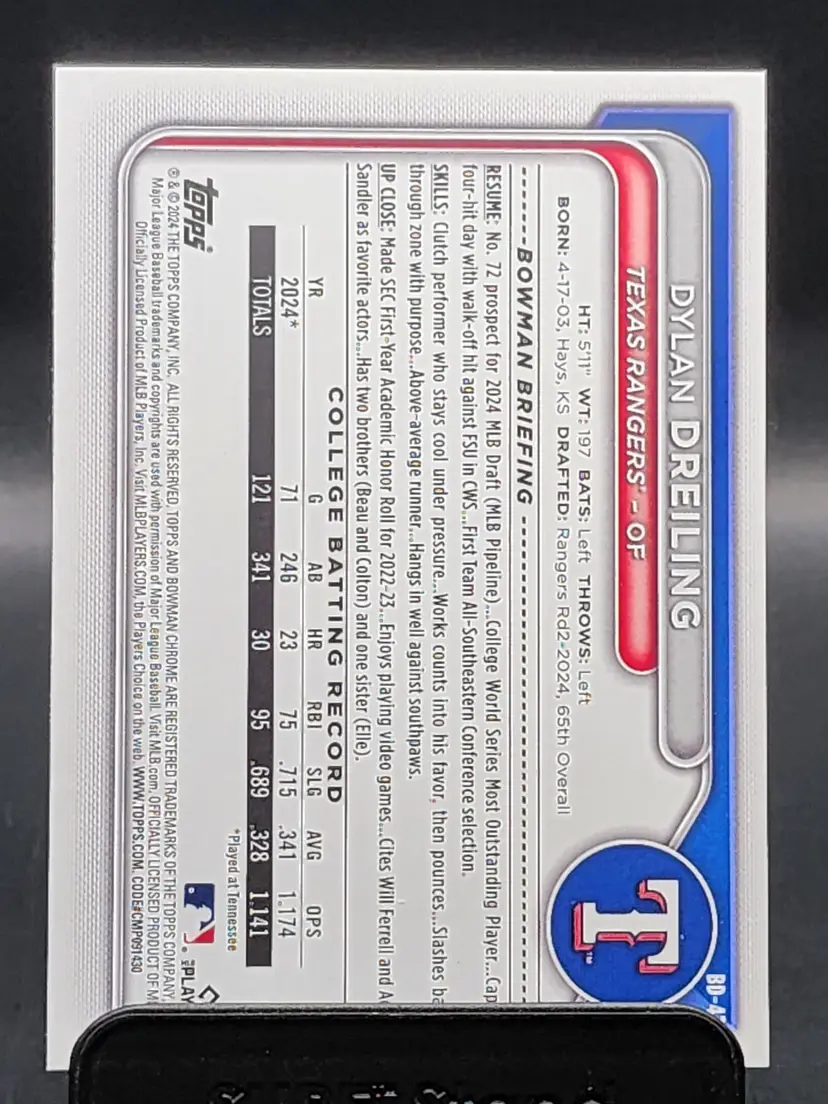 DYLAN DREILING
TEXAS RANGERS® – OF
HT: 5'11" WT: 197 BATS: Left THROWS: Left
BORN: 4-17-03, Hays, KS DRAFTED: Rangers Rd2-2024, 65th Overall
BOWMAN BRIEFING
RESUME: No. 72 prospect for 2024 MLB Draft (MLB Pipeline)...College World Series Most Outstanding Player...Cap
four-hit day with walk-off hit against FSU in CWS...First Team All-Southeastern Conference selection.
SKILLS: Clutch performer who stays cool under pressure...Works counts into his favor, then pounces...Slashes ba
through zone with purpose...Above-average runner...Hangs in well against southpaws.
UP CLOSE: Made SEC First-Year Academic Honor Roll for 2022-23...Enjoys playing video games...Cites Will Ferrell and A
Sandler as favorite actors...Has two brothers (Beau and Colton) and one sister (Elle).
COLLEGE BATTING RECORD
YR G AB HR RBI SLG AVG OPS
2024* 71 246 23 75 .715 .341 1.174
TOTALS 121 341 30 95 .689 .328 1.141
*Played at Tennessee
topps
® & © 2024 THE TOPPS COMPANY, INC. ALL RIGHTS RESERVED. TOPPS AND BOWMAN CHROME ARE REGISTERED TRADEMARKS OF THE TOPPS COMPANY,
Major League Baseball trademarks and copyrights are used with permission of Major League Baseball. Visit MLB.com. OFFICIALLY LICENSED PRODUCT OF M
Officially Licensed Product of MLB Players, Inc. Visit MLBPLAYERS.COM, the Players Choice on the web. WWW.TOPPS.COM. CODE#CMP091430
T
TM